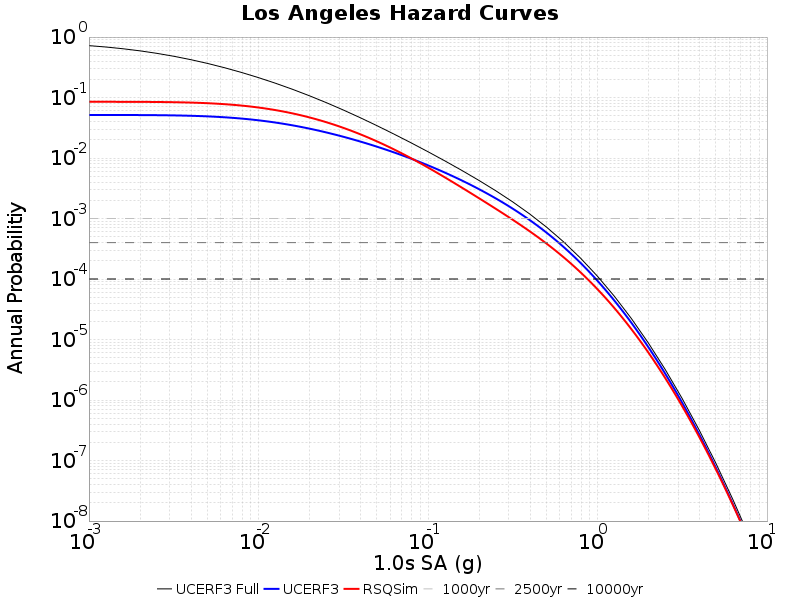 Los Angeles Hazard Curves
Annual Probabilitiy
10^0
10^-1
10^-2
10^-3
10^-4
10^-5
10^-6
10^-7
10^-8
10^-3 10^-2 10^-1 10^0 10^1
1.0s SA (g)
UCERF3 Full UCERF3 RSQSim 1000yr 2500yr 10000yr